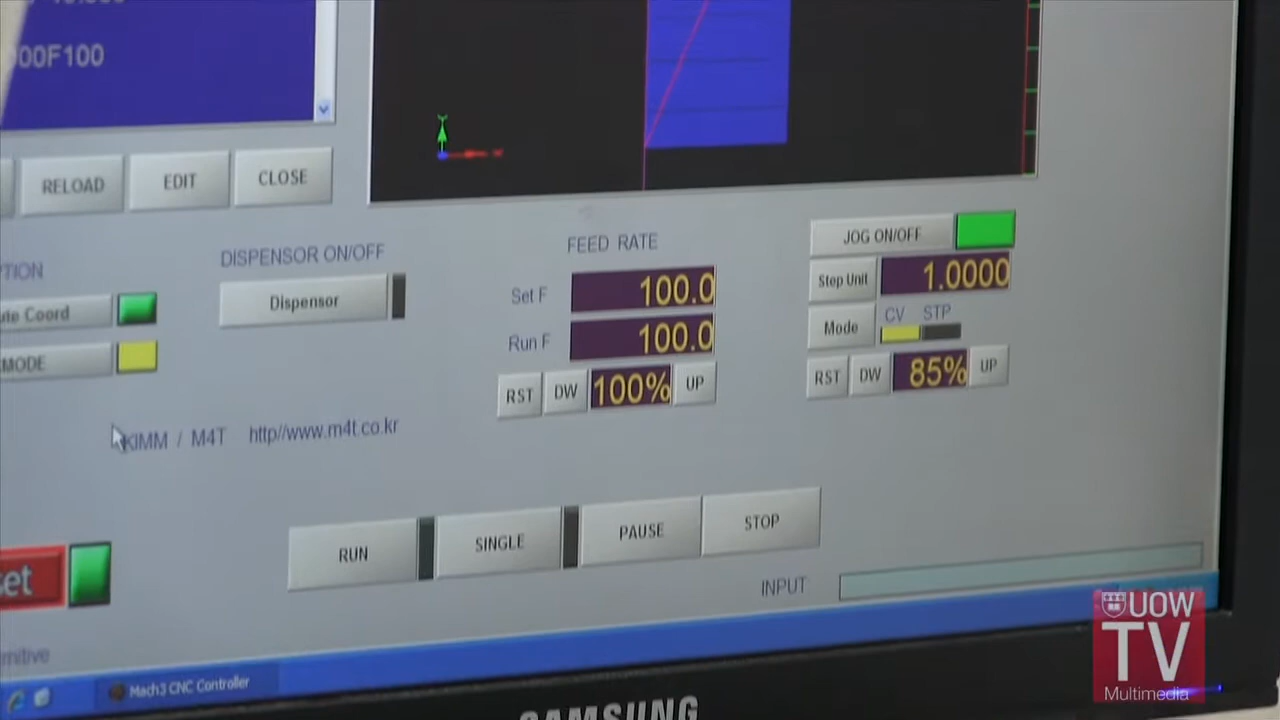 00F100
RELOAD
EDIT
CLOSE
DISPENSOR ON/OFF
Dispensor
Coord
MODE
FEED RATE
Set F
100.0
Run F
100.0
RST
DW
100%
UP
JOG ON/OFF
Step Unit
1.0000
CV STP
Mode
RST
DW
85%
UP
KIMM / M4T http//www.m4t.co.kr
RUN
SINGLE
PAUSE
STOP
INPUT
Mach3 CNC Controller
SAMSUNG
UOW
TV
Multimedia